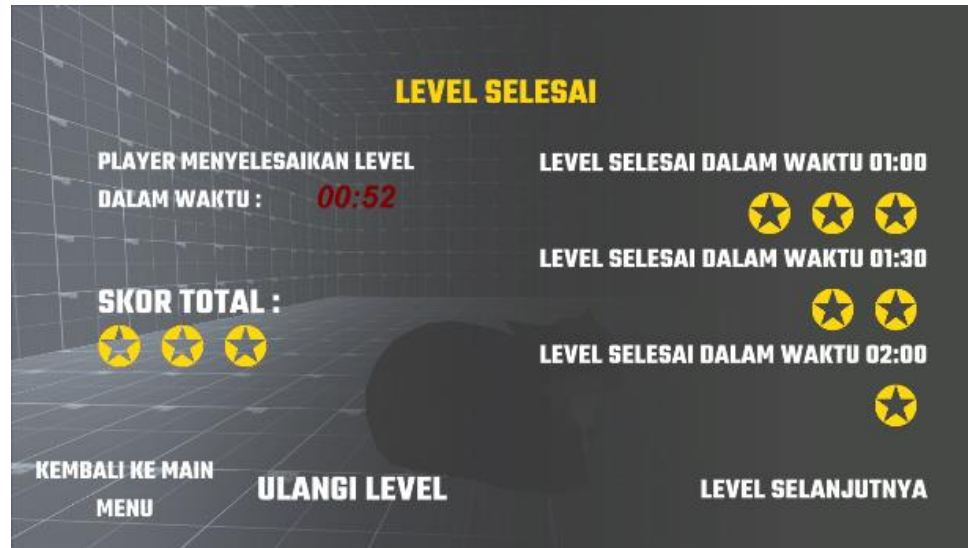 LEVEL SELESAI
PLAYER MENYELESAIKAN LEVEL
DALAM WAKTU : 00:52
SKOR TOTAL :
LEVEL SELESAI DALAM WAKTU 01:00
LEVEL SELESAI DALAM WAKTU 01:30
LEVEL SELESAI DALAM WAKTU 02:00
KEMBALI KE MAIN
MENU
ULANGI LEVEL
LEVEL SELANJUTNYA